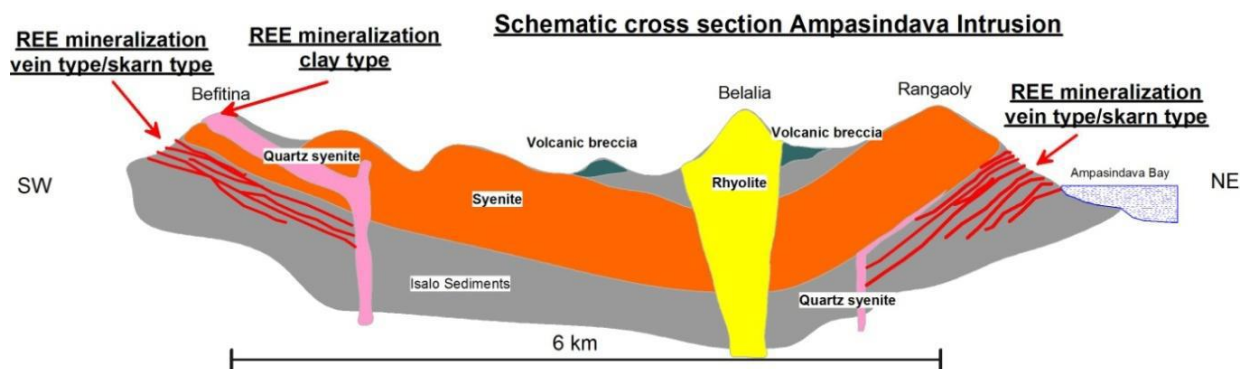 Schematic cross section Ampasindava Intrusion
REE mineralization
vein type/skarn type
REE mineralization
clay type
Befitina
Belalia
Rangaoly
REE mineralization
vein type/skarn type
Volcanic breccia
Volcanic breccia
Quartz syenite
Ampasindava Bay
SW
NE
Rhyolite
Syenite
Isalo Sediments
Quartz syenite
6 km